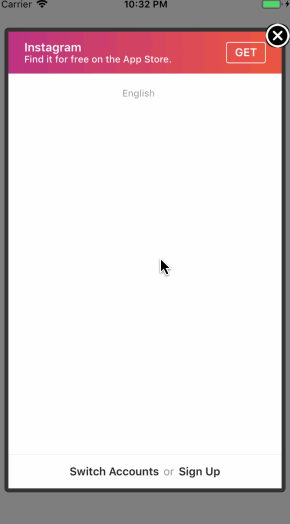 Carrier 10:32 PM
Instagram
Find it for free on the App Store.
GET
English
Switch Accounts or Sign Up